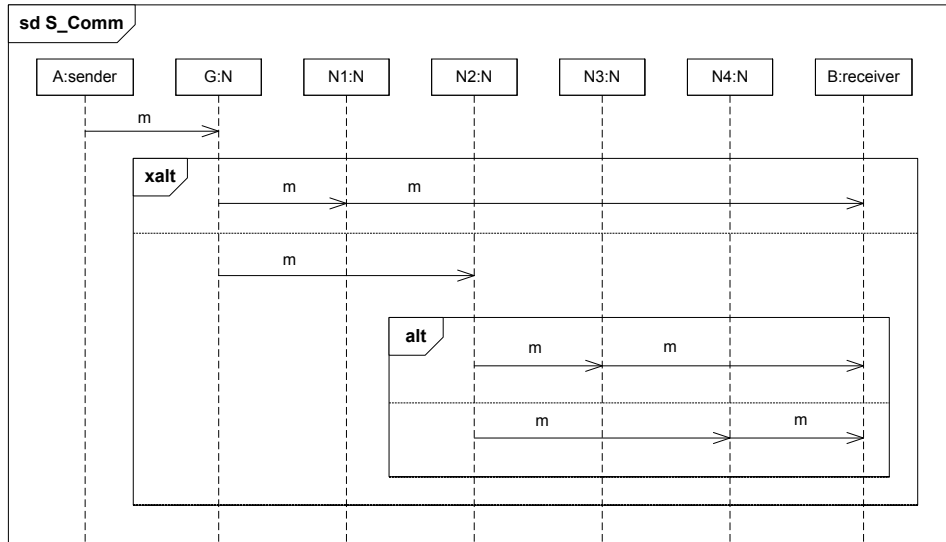 sd S_Comm
A:sender G:N N1:N N2:N N3:N N4:N B:receiver
m
xalt
m m
m
alt
m m
m m